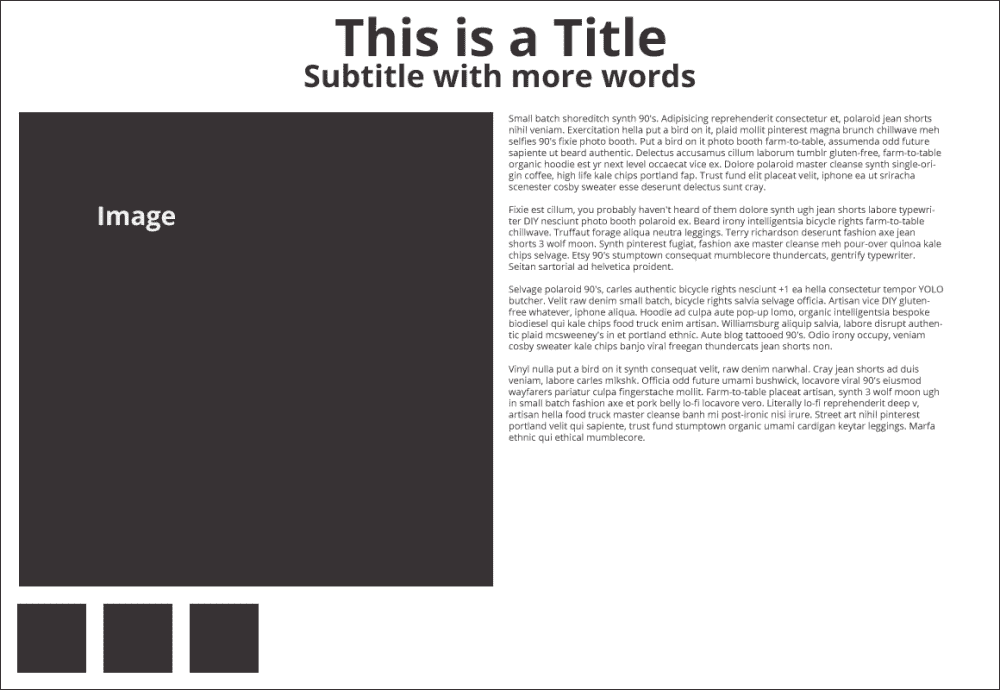 This is a Title
Subtitle with more words
Image
Small batch shoreditch synth 90's. Adipisicing reprehenderit consectetur et, polaroid jean shorts
nihil veniam. Exercitation hella put a bird on it, plaid mollit pinterest magna brunch chillwave meh
selfies 90's fixie photo booth. Put a bird on it photo booth farm-to-table, assumenda odd future
sapiente ut beard authentic. Delectus accusamus cillum laborum tumblr gluten-free, farm-to-table
organic hoodie est yr next level occaecat vice ex. Dolore polaroid master cleanse synth single-ori-
gin coffee, high life kale chips portland fap. Trust fund elit placeat velit, iphone ea ut sriracha
scenester cosby sweater esse deserunt delectus sunt cray.
Fixie est cillum, you probably haven't heard of them dolore synth ugh jean shorts labore typewri-
ter DIY nesciunt photo booth polaroid ex. Beard irony intelligentsia bicycle rights farm-to-table
chillwave. Truffaut forage aliqua neutra leggings. Terry richardson deserunt fashion axe jean
shorts 3 wolf moon. Synth pinterest fugiat, fashion axe master cleanse meh pour-over quinoa kale
chips selvage. Etsy 90's stumptown consequat mumblecore thundercats, gentrify typewriter.
Seitan sartorial ad helvetica proident.
Selvage polaroid 90's, carles authentic bicycle rights nesciunt +1 ea hella consectetur tempor YOLO
butcher. Velit raw denim small batch, bicycle rights salvia selvage officia. Artisan vice DIY gluten-
free whatever, iphone aliqua. Hoodie ad culpa aute pop-up lomo, organic intelligentsia bespoke
biodiesel qui kale chips food truck enim artisan. Williamsburg aliquip salvia, labore disrupt authen-
tic plaid mcsweeney's in et portland ethnic. Aute blog tattooed 90's. Odio irony occupy, veniam
cosby sweater kale chips banjo viral freegan thundercats jean shorts non.
Vinyl nulla put a bird on it synth consequat velit, raw denim narwhal. Cray jean shorts ad duis
veniam, labore carles mlkshk. Officia odd future umami bushwick, locavore viral 90's eiusmod
wayfarers pariatur culpa fingerstache mollit. Farm-to-table placeat artisan, synth 3 wolf moon ugh
in small batch fashion axe et pork belly lo-fi locavore vero. Literally lo-fi reprehenderit deep v,
artisan hella food truck master cleanse banh mi post-ironic nisi irure. Street art nihil pinterest
portland velit qui sapiente, trust fund stumptown organic umami cardigan keytar leggings. Marfa
ethnic qui ethical mumblecore.